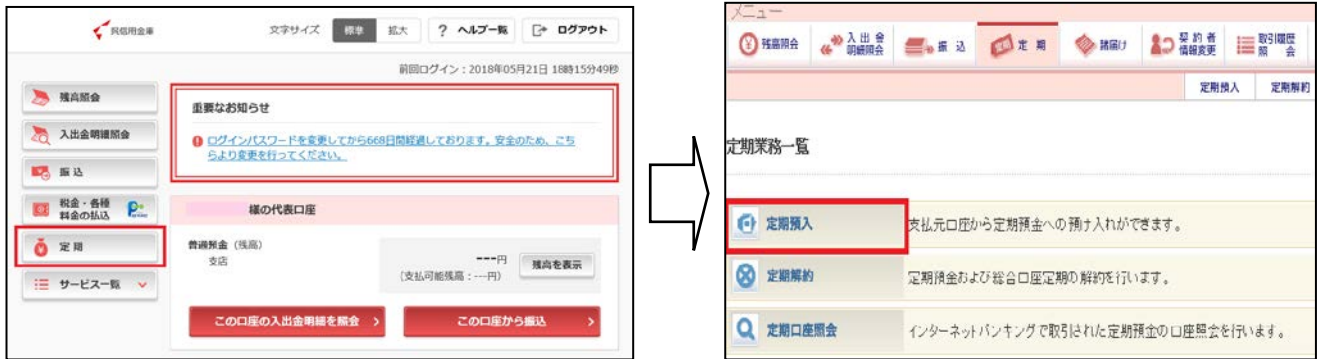 民信用金庫
文字サイズ 標準 拡大 ? ヘルプ一覧 ログアウト
前回ログイン：2018年05月21日 18時15分49秒
残高照会
入出金明細照会
振込
税金・各種
料金の払込
定期
サービス一覧
重要なお知らせ
ログインパスワードを変更してから668日間経過しております。安全のため、こち
らより変更を行ってください。
様の代表口座
普通預金（残高）
支店
---円
（支払可能残高：---円）
残高を表示
この口座の入出金明細を照会
この口座から振込
メニュー
残高照会
入出金
明細照会
振込
定期
諸届け
契約者
情報変更
取引履歴
照会
定期預入 定期解約
定期業務一覧
定期預入 支払元口座から定期預金への預け入れができます。
定期解約 定期預金および総合口座定期の解約を行います。
定期口座照会 インターネットバンキングで取引された定期預金の口座照会を行います。